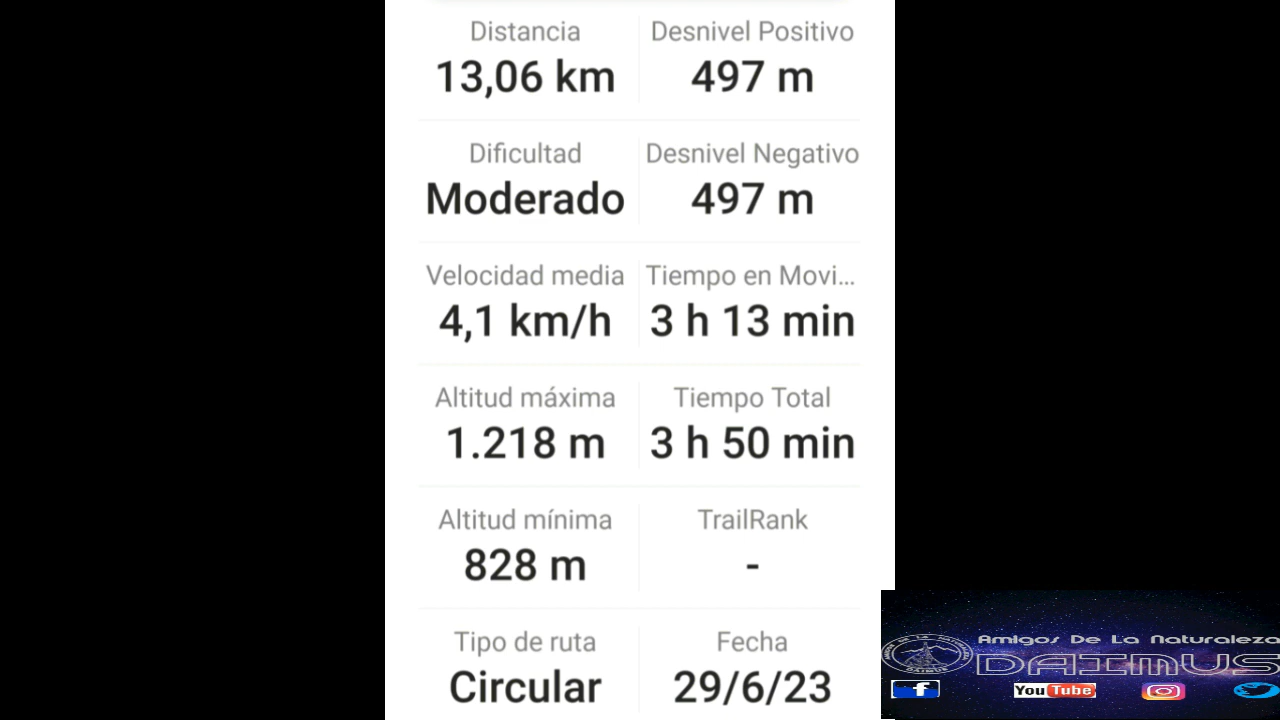 Distancia
13,06 km
Desnivel Positivo
497 m
Dificultad
Moderado
Desnivel Negativo
497 m
Velocidad media
4,1 km/h
Tiempo en Movi...
3 h 13 min
Altitud máxima
1.218 m
Tiempo Total
3 h 50 min
Altitud mínima
828 m
TrailRank
-
Tipo de ruta
Circular
Fecha
29/6/23
Amigos De La Naturaleza
DAIMUS
You Tube